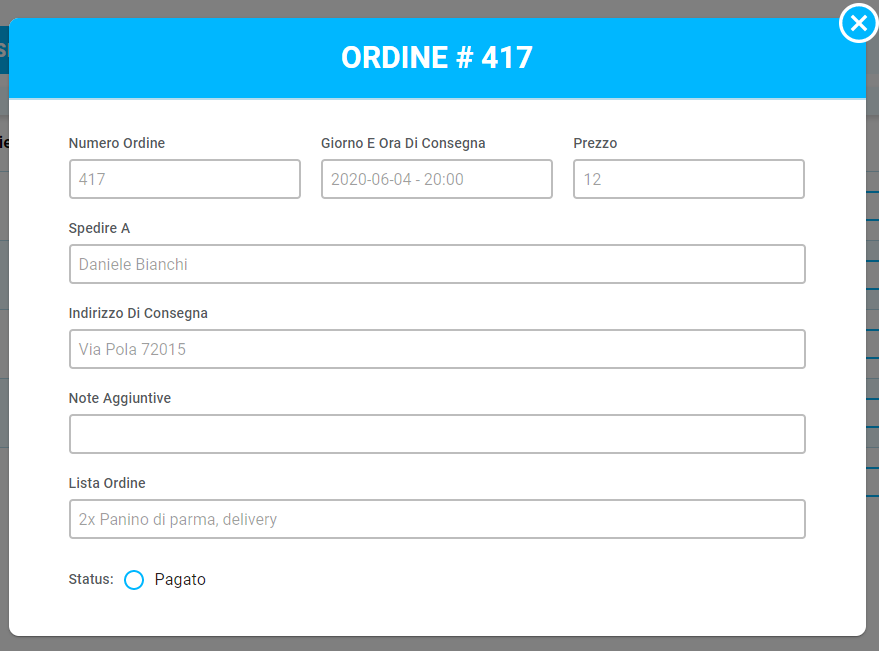 ORDINE # 417
Numero Ordine Giorno E Ora Di Consegna Prezzo
417 2020-06-04 - 20:00 12
Spedire A
Daniele Bianchi
Indirizzo Di Consegna
Via Pola 72015
Note Aggiuntive
Lista Ordine
2x Panino di parma, delivery
Status: Pagato